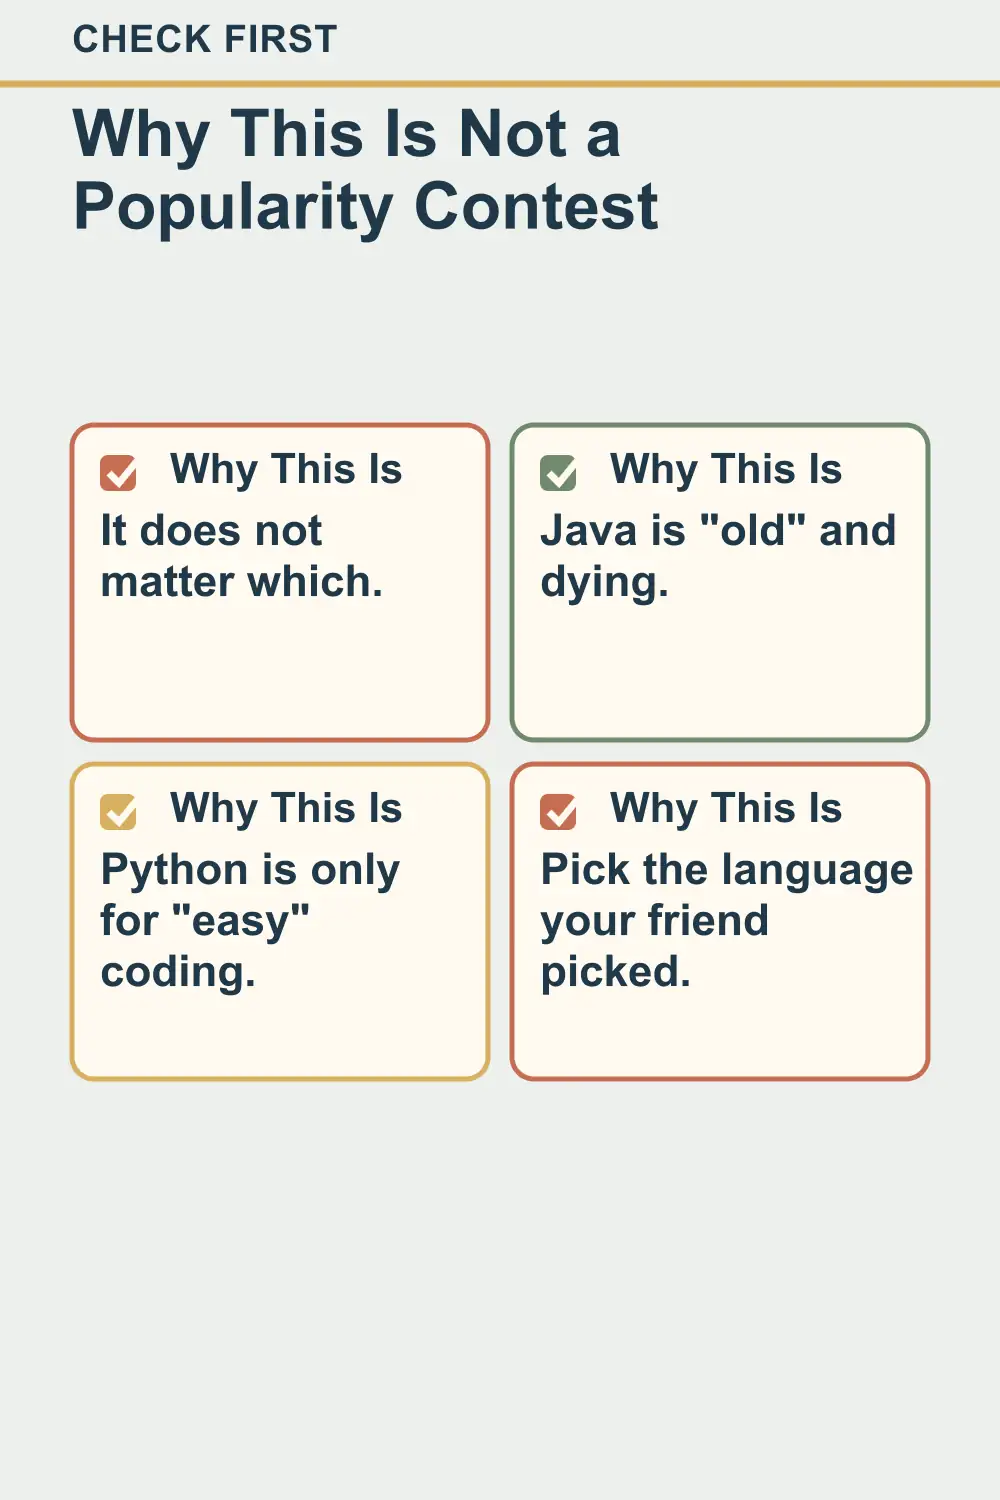 CHECK FIRST
Why This Is Not a
Popularity Contest
Why This Is
It does not
matter which.
Why This Is
Java is "old" and
dying.
Why This Is
Python is only
for "easy"
coding.
Why This Is
Pick the language
your friend
picked.